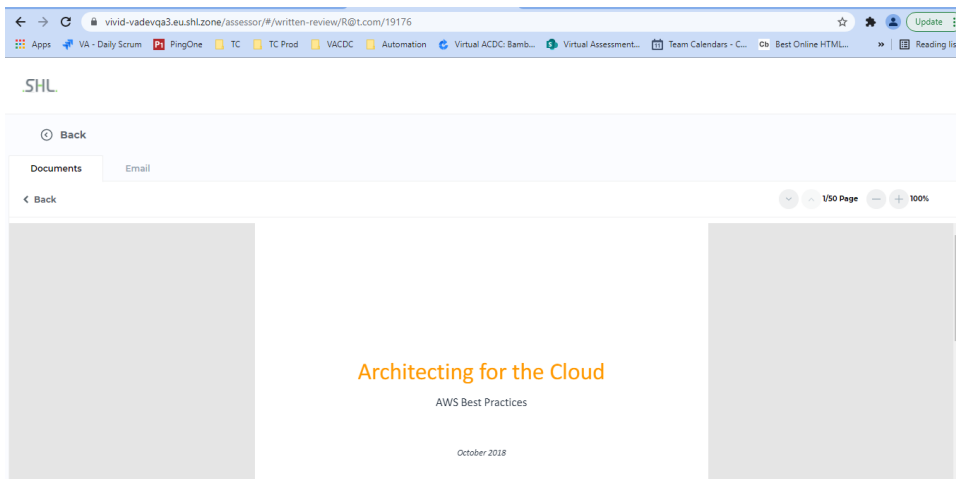 vivid-vadevqa3.eu.shl.zone/assessor/#/written-review/R@t.com/19176 Update
Apps VA - Daily Scrum P1 PingOne TC TC Prod VACDC Automation Virtual ACDC: Bamb... S Virtual Assessment... Team Calendars - C... Cb Best Online HTML... » Reading lis
.SHL.
Back
Documents Email
Back 1/50 Page 100%
Architecting for the Cloud
AWS Best Practices
October 2018